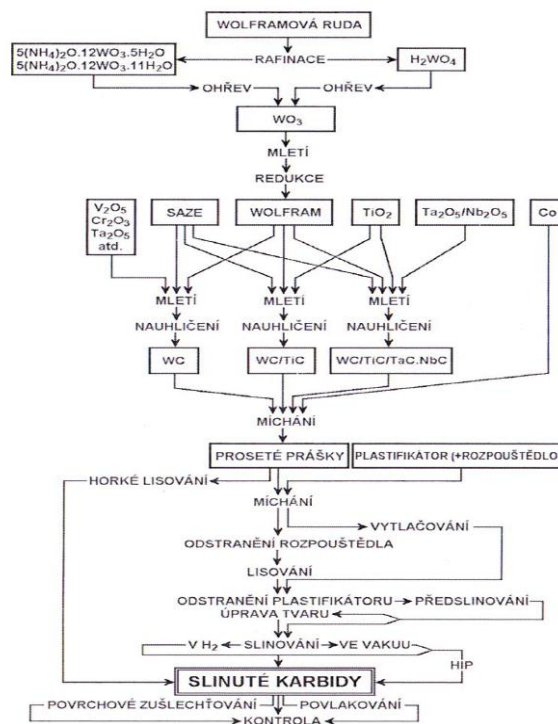 WOLFRAMOVÁ RUDA
5(NH4)2O.12WO3.5H2O
5(NH4)2O.12WO3.11H2O
RAFINACE
H2WO4
OHŘEV
OHŘEV
WO3
MLETÍ
REDUKCE
V2O5
Cr2O3
Ta2O5
atd.
SAZE
WOLFRAM
TiO2
Ta2O5/Nb2O5
Co
MLETÍ
MLETÍ
MLETÍ
NAUHLIČENÍ
NAUHLIČENÍ
NAUHLIČENÍ
WC
WC/TiC
WC/TiC/TaC.NbC
MÍCHÁNÍ
PROSETÉ PRÁŠKY
PLASTIFIKÁTOR (+ROZPOUŠTĚDLO
HORKÉ LISOVÁNÍ
MÍCHÁNÍ
VYTLAČOVÁNÍ
ODSTRANĚNÍ ROZPOUŠTĚDLA
LISOVÁNÍ
ODSTRANĚNÍ PLASTIFIKÁTORU
PŘEDSLINOVÁNÍ
ÚPRAVA TVARU
V H2
SLINOVÁNÍ
VE VAKUU
HIP
SLINUTÉ KARBIDY
POVRCHOVÉ ZUŠLECHŤOVÁNÍ
POVLAKOVÁNÍ
KONTROLA